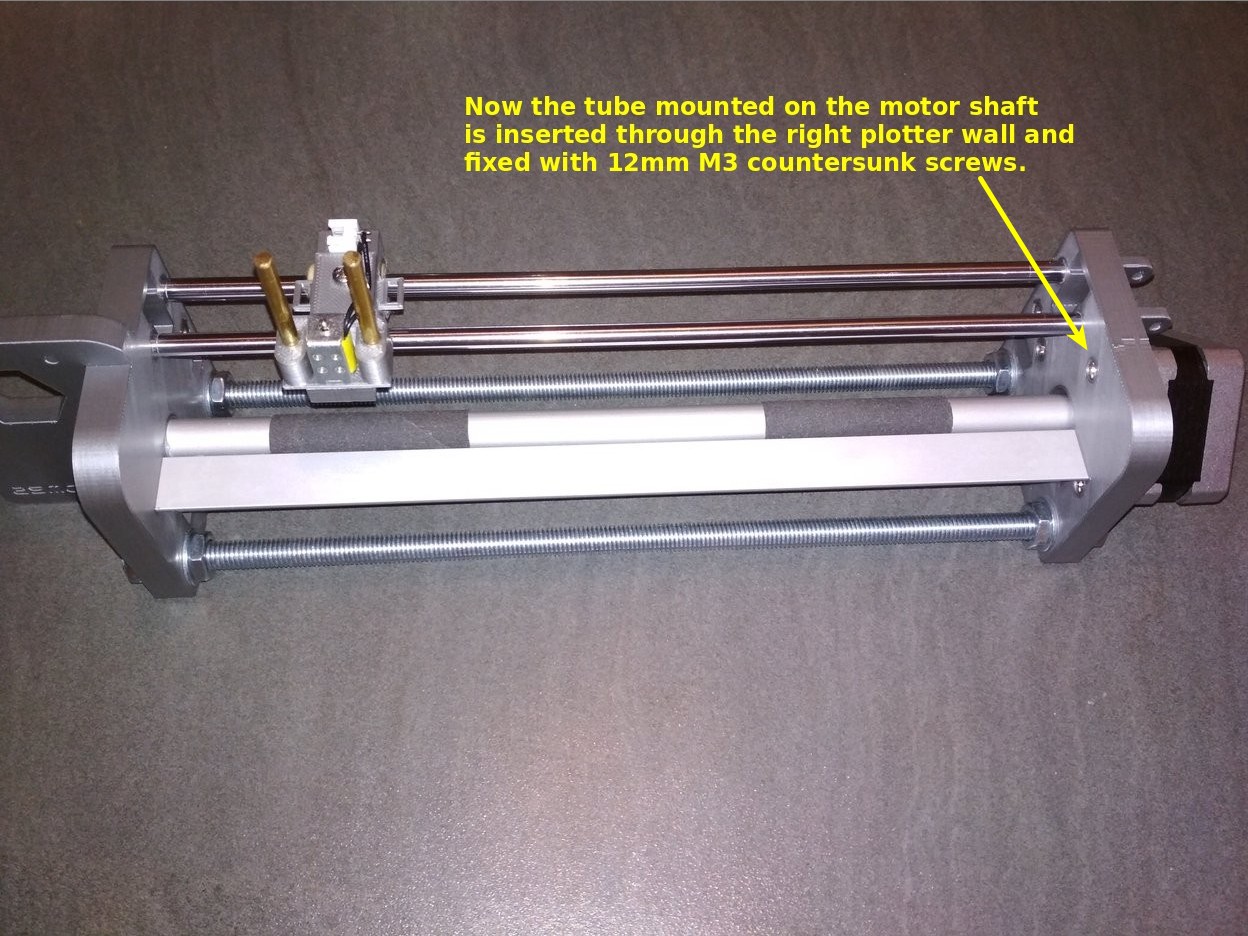 Now the tube mounted on the motor shaft
is inserted through the right plotter wall and
fixed with 12mm M3 countersunk screws.